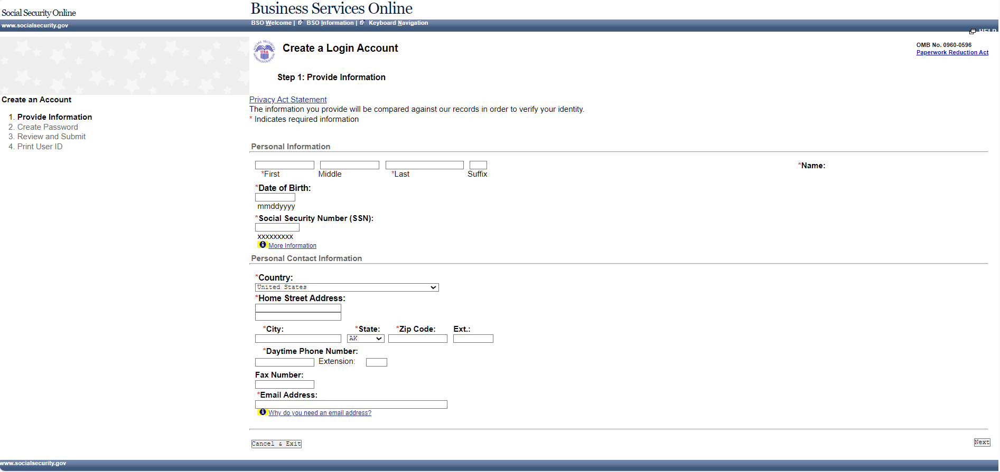 Social Security Online
Business Services Online
www.socialsecurity.gov
BSO Welcome | BSO Information | Keyboard Navigation
HELP
Create a Login Account
OMB No. 0960-0596
Paperwork Reduction Act
SOCIAL SECURITY ADMINISTRATION
USA
Step 1: Provide Information
Create an Account
1. Provide Information
2. Create Password
3. Review and Submit
4. Print User ID
Privacy Act Statement
The information you provide will be compared against our records in order to verify your identity.
* Indicates required information
Personal Information
*Name:
*First Middle *Last Suffix
*Date of Birth:
mmddyyyy
*Social Security Number (SSN):
xxxxxxxxx
More Information
Personal Contact Information
*Country:
United States
*Home Street Address:
*City: *State: *Zip Code: Ext.:
AK
*Daytime Phone Number:
Extension:
Fax Number:
*Email Address:
Why do you need an email address?
Cancel & Exit
Next
www.socialsecurity.gov